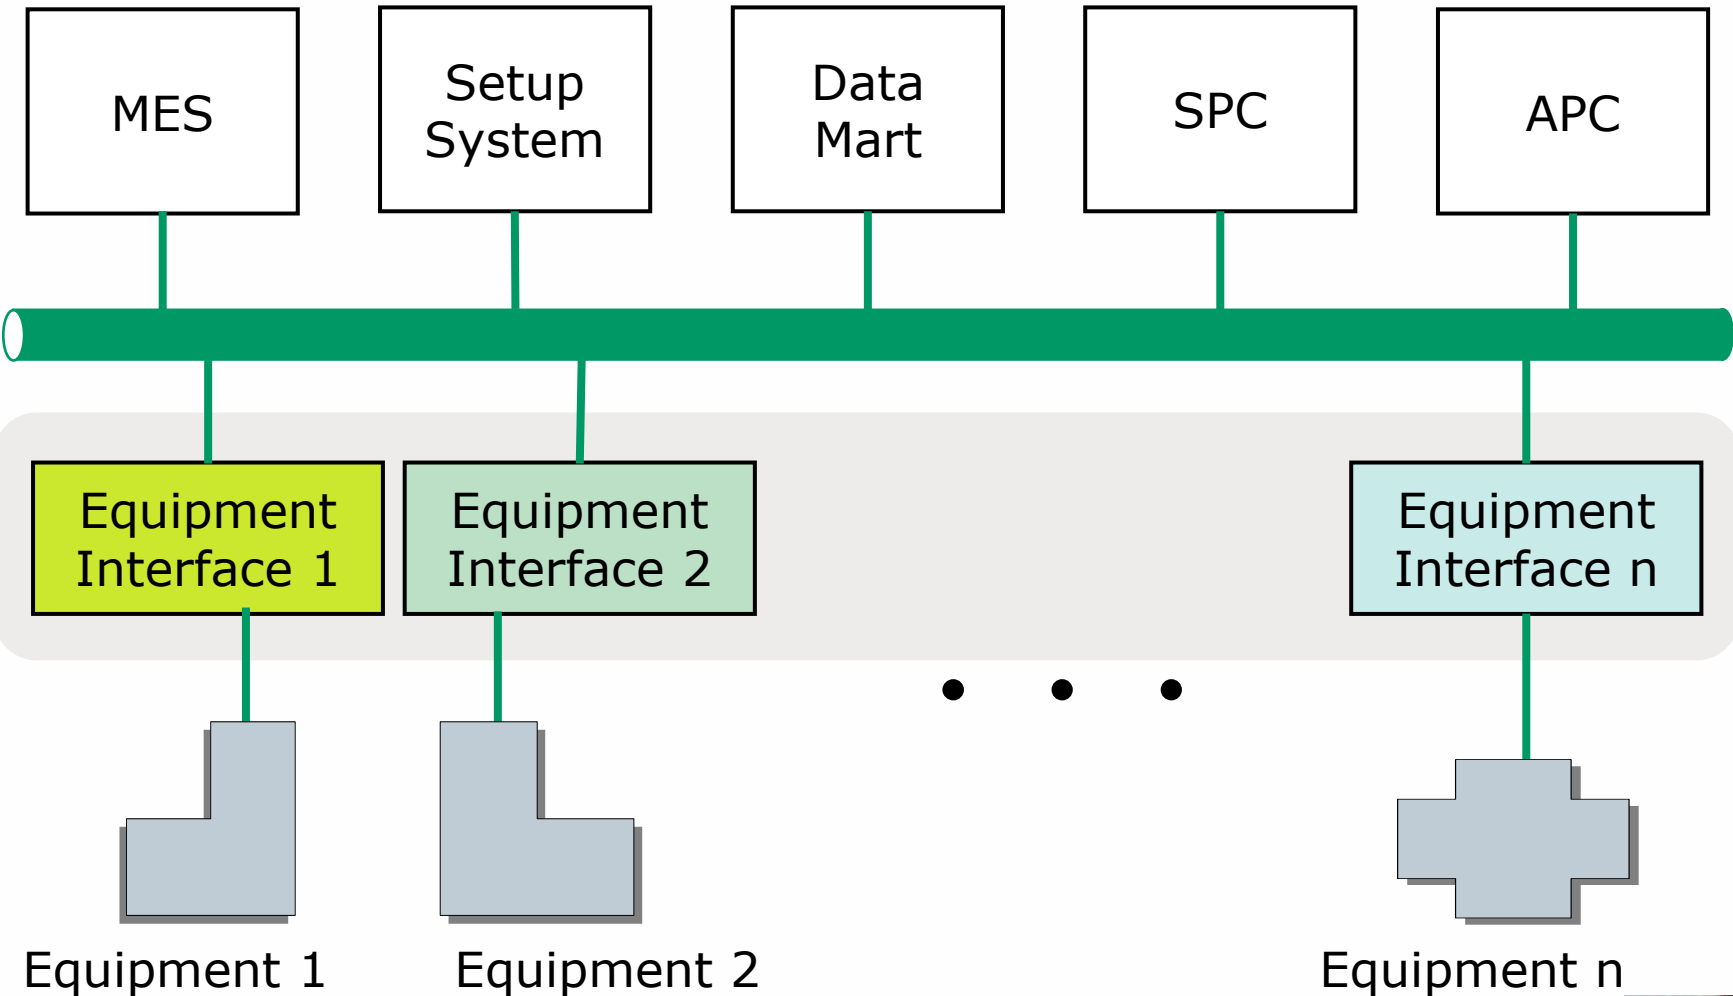 MES
Setup
System
Data
Mart
SPC
APC
Equipment
Interface 1
Equipment
Interface 2
Equipment
Interface n
Equipment 1
Equipment 2
Equipment n